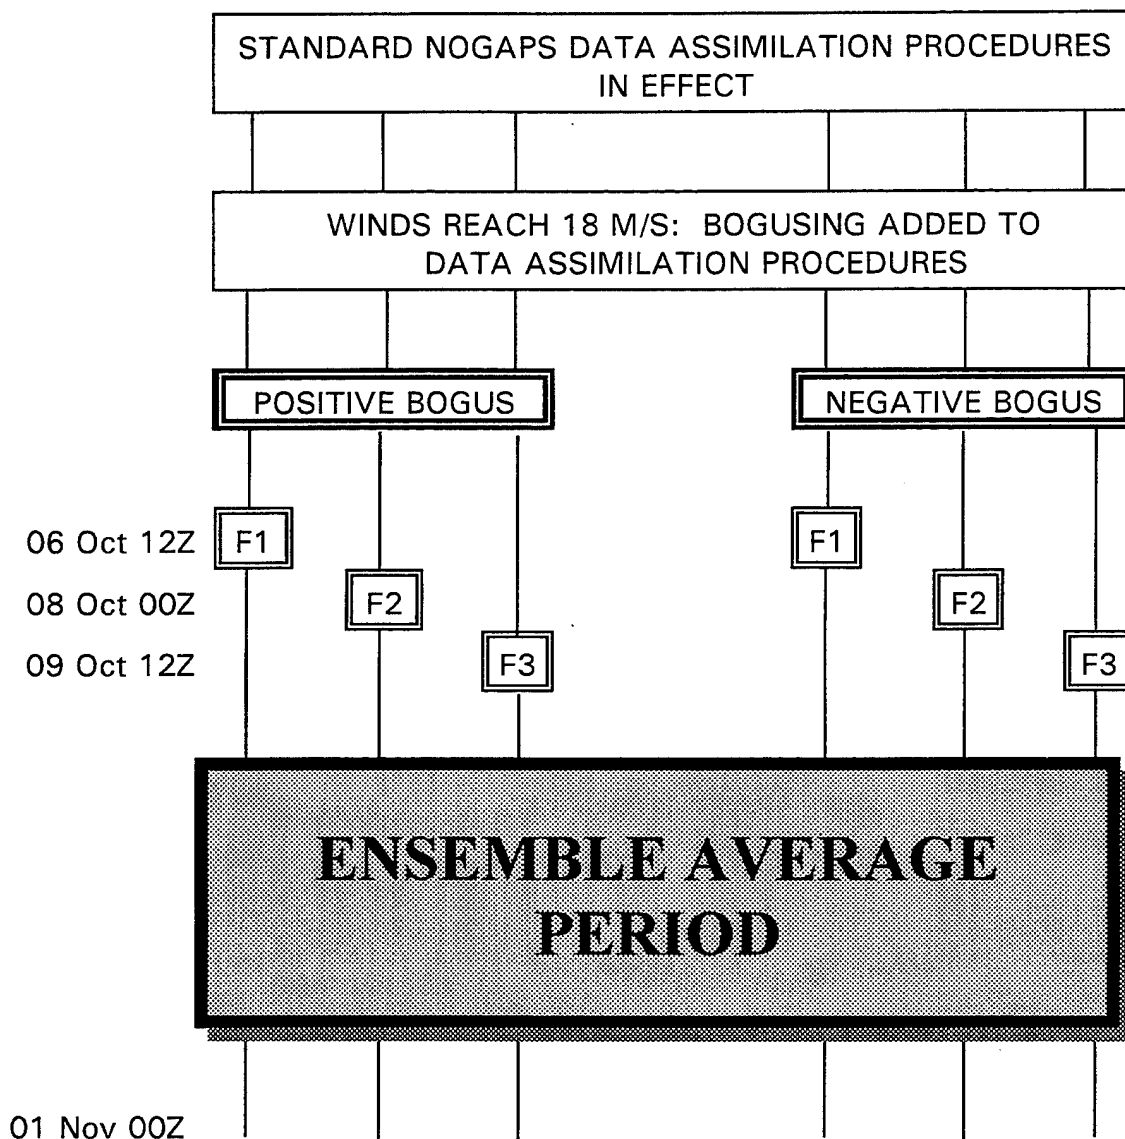 STANDARD NOGAPS DATA ASSIMILATION PROCEDURES
IN EFFECT
WINDS REACH 18 M/S: BOGUSING ADDED TO
DATA ASSIMILATION PROCEDURES
POSITIVE BOGUS
NEGATIVE BOGUS
06 Oct 12Z
F1
F1
08 Oct 00Z
F2
F2
09 Oct 12Z
F3
F3
ENSEMBLE AVERAGE
PERIOD
01 Nov 00Z